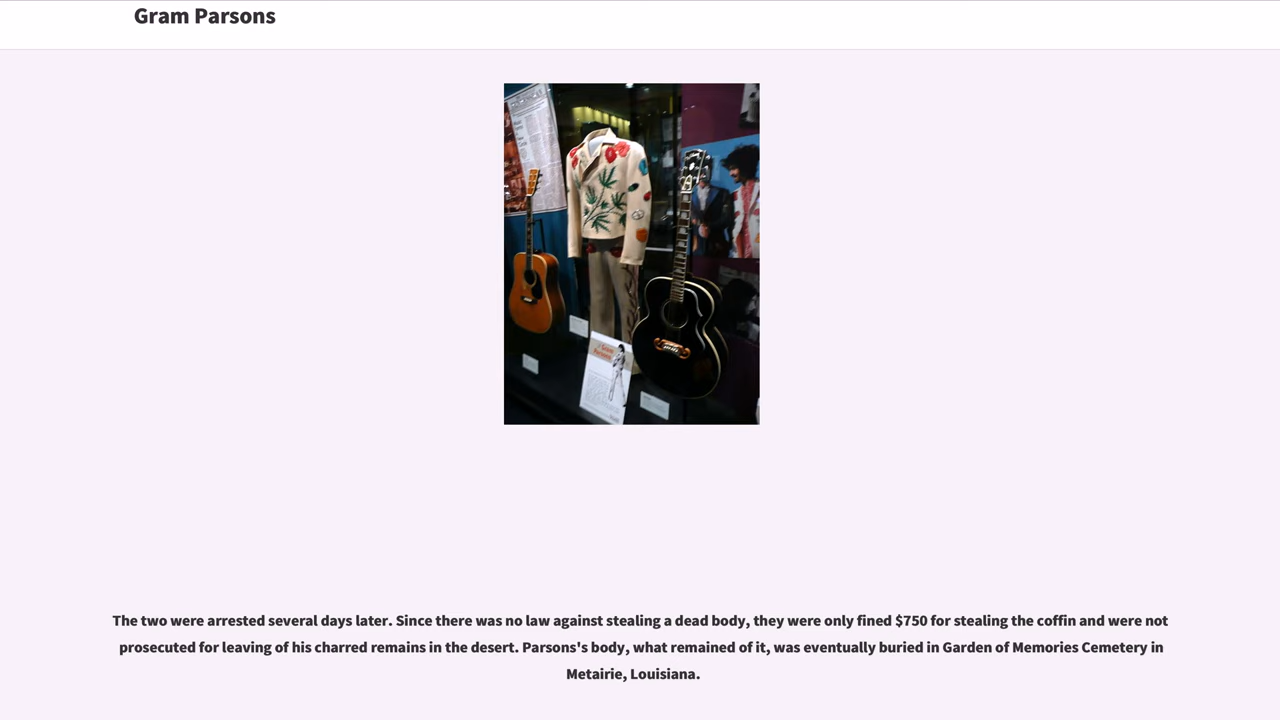 Gram Parsons
Gram
Parsons
The two were arrested several days later. Since there was no law against stealing a dead body, they were only fined $750 for stealing the coffin and were not
prosecuted for leaving of his charred remains in the desert. Parsons's body, what remained of it, was eventually buried in Garden of Memories Cemetery in
Metairie, Louisiana.